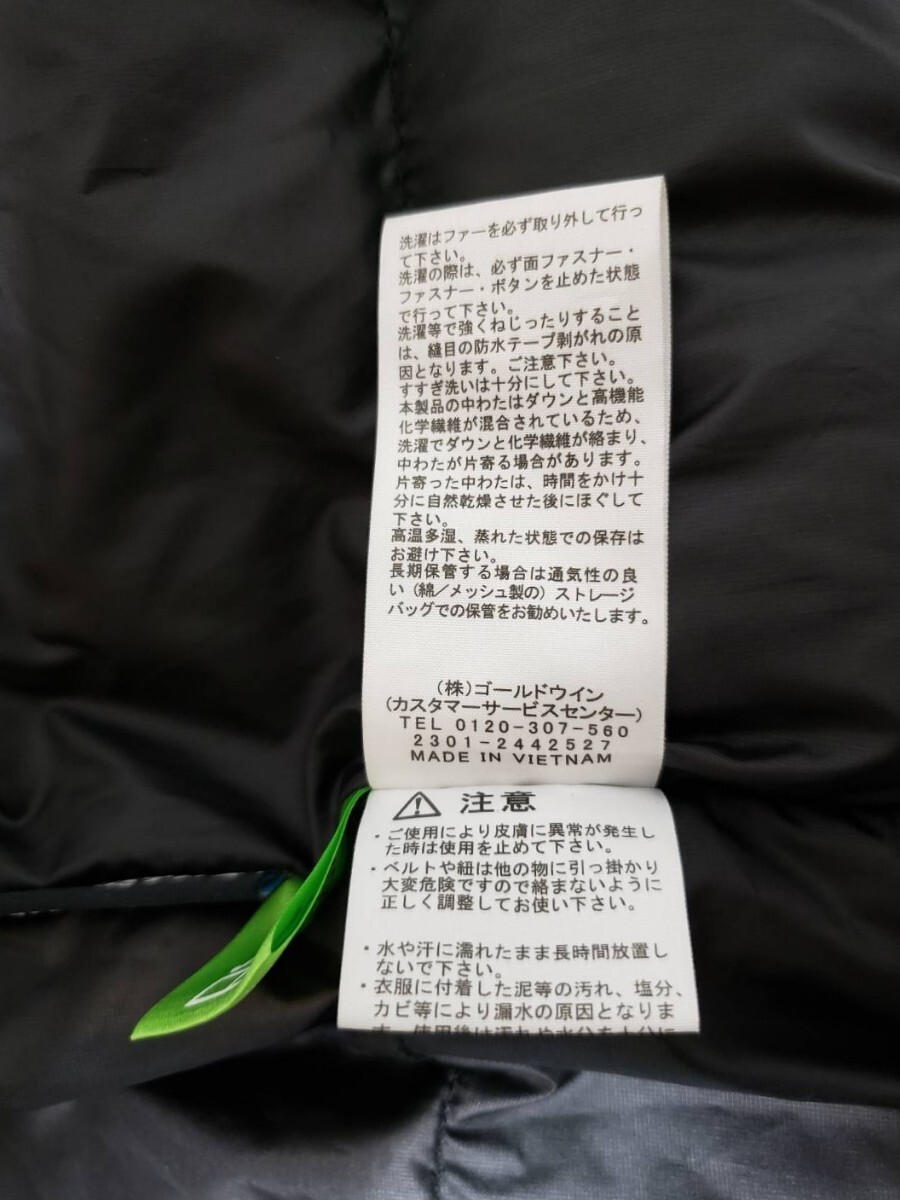 洗濯はファーを必ず取り外して行っ
て下さい。
洗濯の際は、必ず面ファスナー・
ファスナー・ボタンを止めた状態
で行って下さい。
洗濯等で強くねじったりすること
は、縫目の防水テープ剥がれの原
因となります。ご注意下さい。
すすぎ洗いは十分にして下さい。
本製品の中わたはダウンと高機能
化学繊維が混合されているため、
洗濯でダウンと化学繊維が絡まり、
中わたが片寄る場合があります。
片寄った中わたは、時間をかけ十
分に自然乾燥させた後にほぐして
下さい。
高温多湿、蒸れた状態での保存は
お避け下さい。
長期保管する場合は通気性の良
い（綿／メッシュ製の）ストレージ
バッグでの保管をお勧めいたします。
（株）ゴールドウイン
（カスタマーサービスセンター）
TEL 0120-307-560
2301-2442527
MADE IN VIETNAM
注意
・ご使用により皮膚に異常が発生し
た時は使用を止めて下さい。
・ベルトや紐は他の物に引っ掛かり
大変危険ですので絡まないように
正しく調整してお使い下さい。
・水や汗に濡れたまま長時間放置し
ないで下さい。
・衣服に付着した泥等の汚れ、塩分、
カビ等により漏水の原因となりま
す。使用後は汚れや水分を十分に